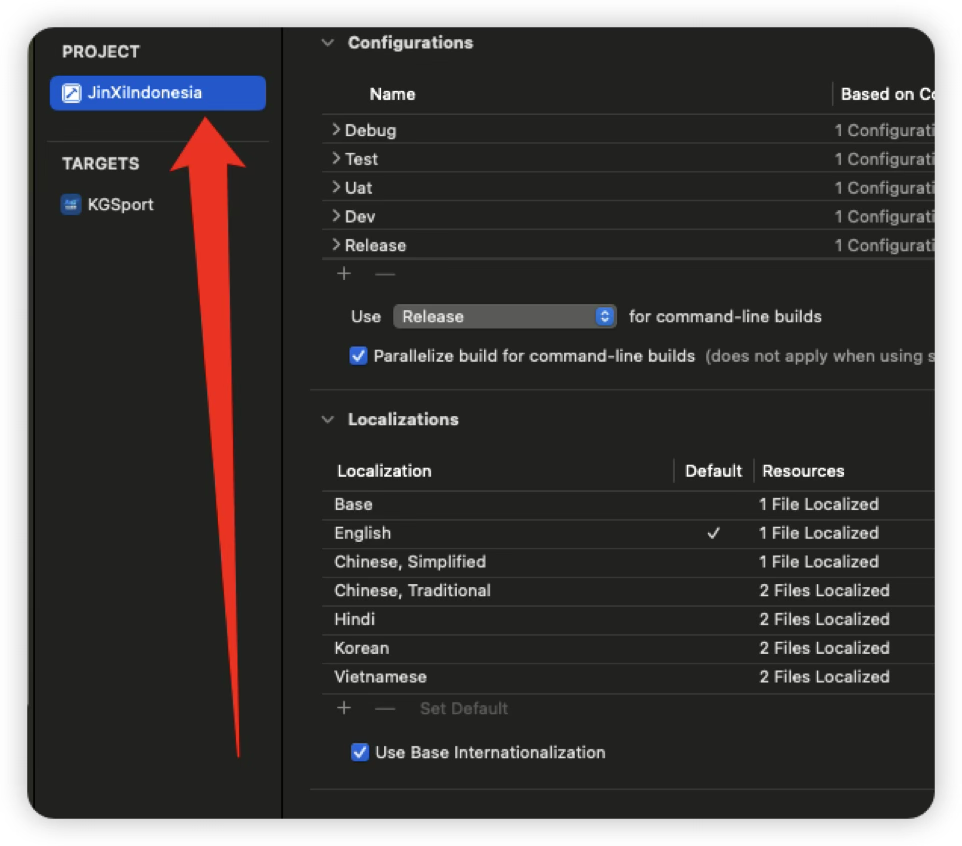 PROJECT
JinXiIndonesia
TARGETS
KGSport
Configurations
Name Based on Co
Debug 1 Configurati
Test 1 Configurati
Uat 1 Configurati
Dev 1 Configurati
Release 1 Configurati
Use Release for command-line builds
Parallelize build for command-line builds (does not apply when using s
Localizations
Localization Default Resources
Base 1 File Localized
English ✓ 1 File Localized
Chinese, Simplified 1 File Localized
Chinese, Traditional 2 Files Localized
Hindi 2 Files Localized
Korean 2 Files Localized
Vietnamese 2 Files Localized
+ — Set Default
Use Base Internationalization